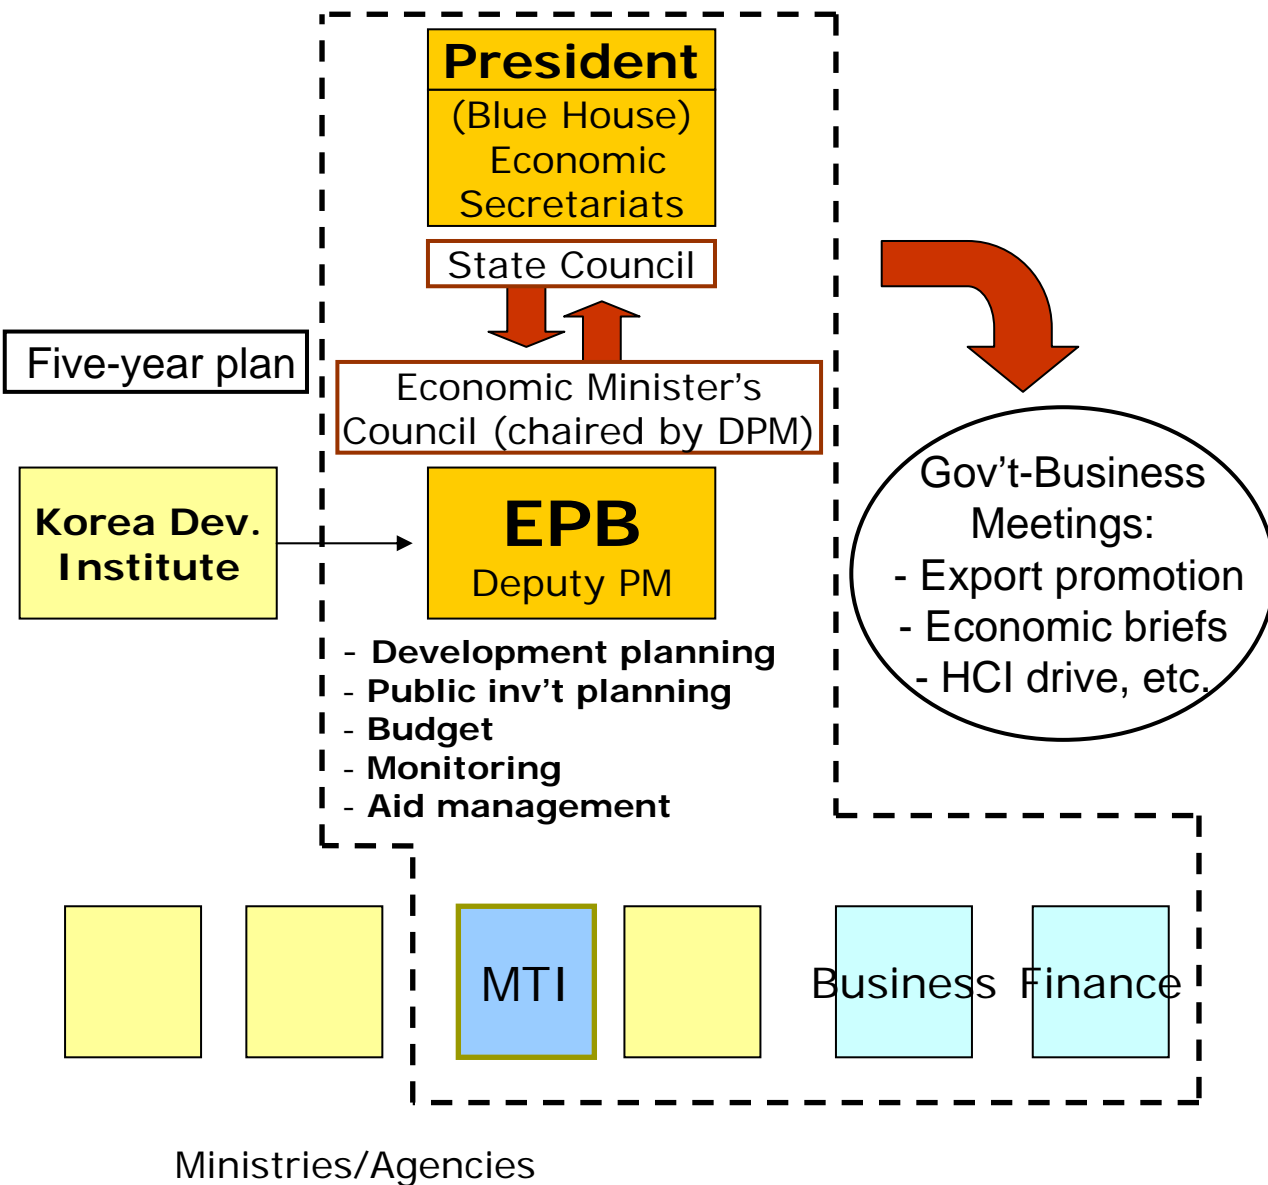 President
(Blue House)
Economic
Secretariats
State Council
Five-year plan
Economic Minister’s
Council (chaired by DPM)
Korea Dev.
Institute
EPB
Deputy PM
Gov’t-Business
Meetings:
- Export promotion
- Economic briefs
- HCI drive, etc.
- Development planning
- Public inv’t planning
- Budget
- Monitoring
- Aid management
MTI
Business
Finance
Ministries/Agencies